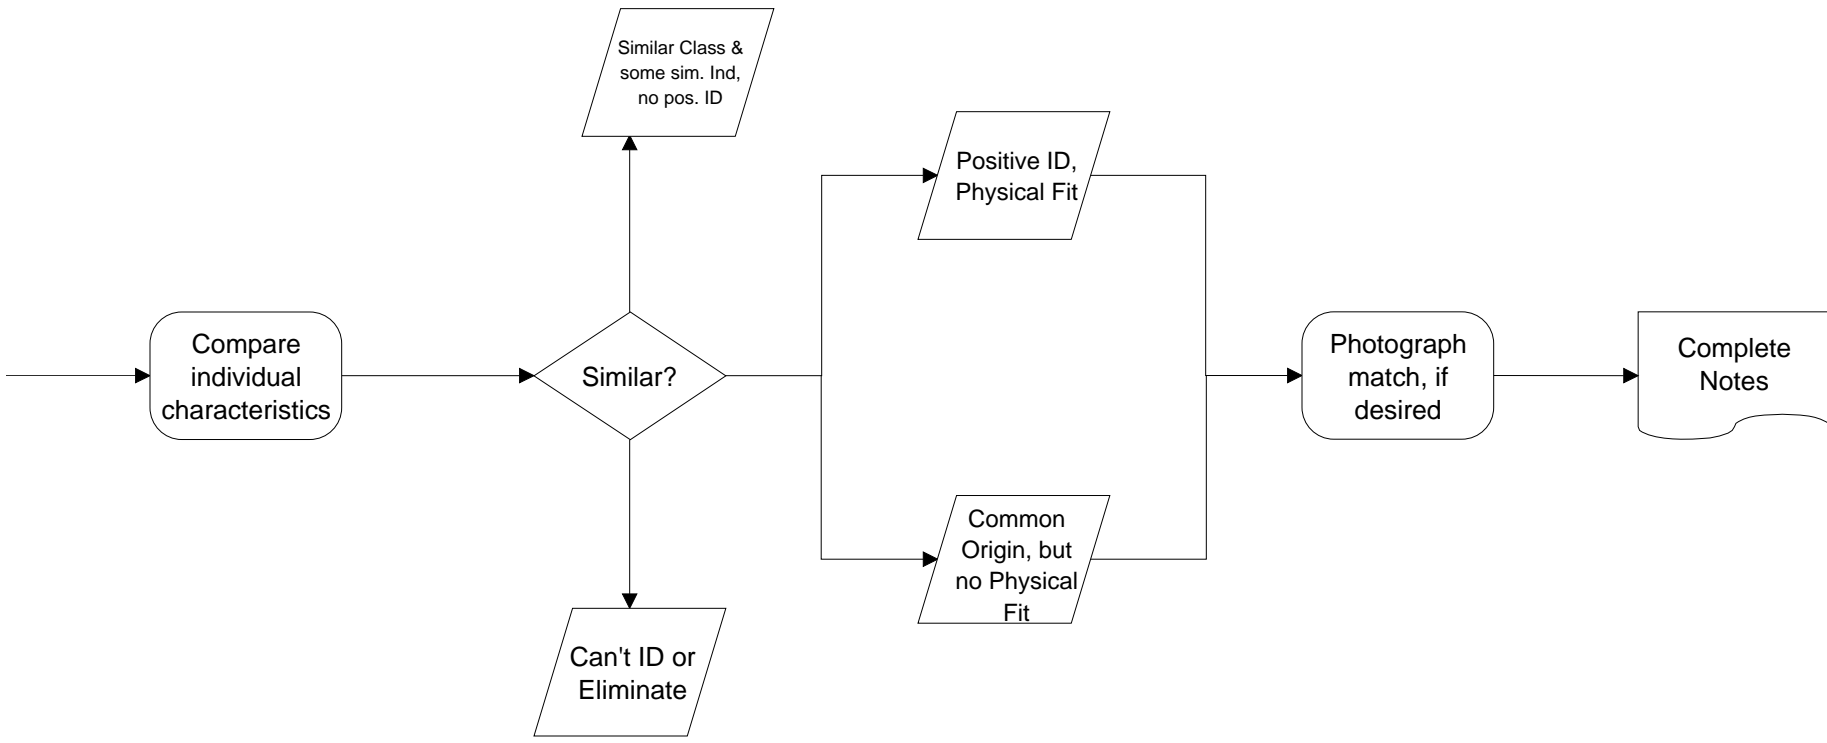 Similar Class &
some sim. Ind,
no pos. ID
Positive ID,
Physical Fit
Compare
individual
characteristics
Similar?
Photograph
match, if
desired
Complete
Notes
Common
Origin, but
no Physical
Fit
Can't ID or
Eliminate